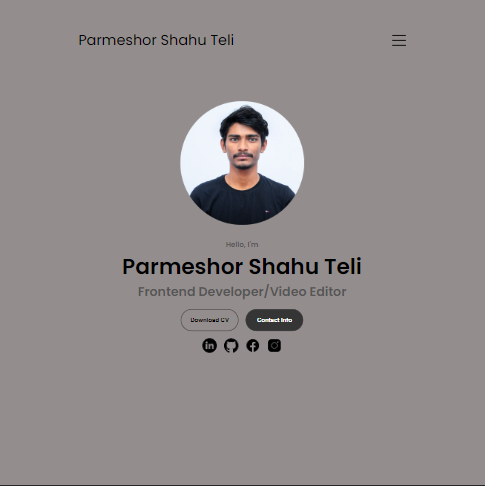 Parmeshor Shahu Teli
Hello, I'm
Parmeshor Shahu Teli
Frontend Developer/Video Editor
Download CV
Contact Info